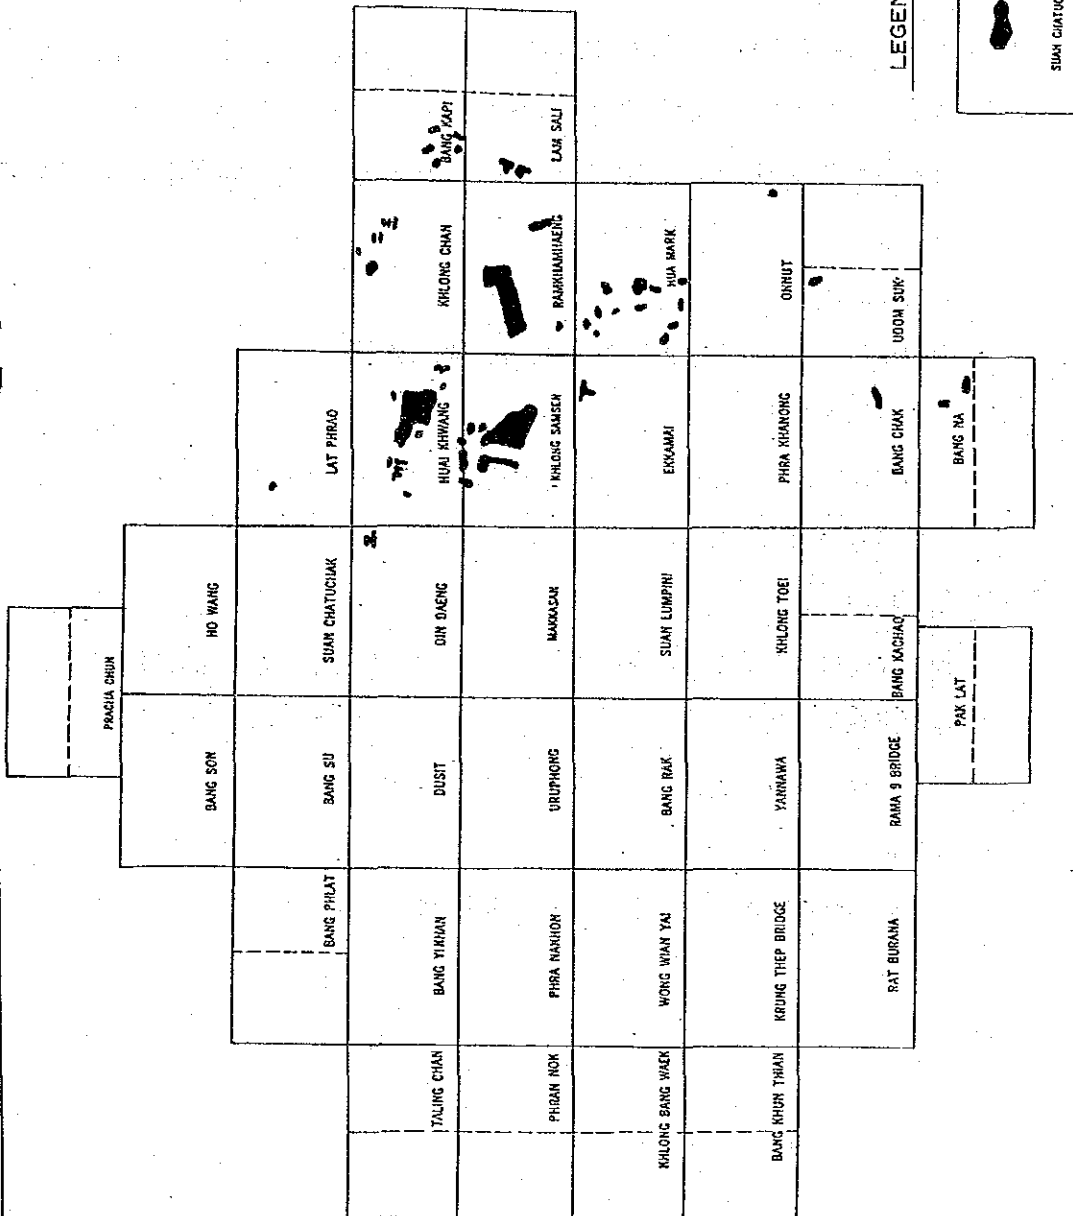 PRACHA CHUN
BANG SON
HO WANG
BANG PHLAT
BANG SU
SUAN CHATUCHAK
LAT PHRAO
TALING CHAN
BANG YI KHAN
DUSIT
DIN DAENG
HUAI KHWANG
KHLONG CHAN
BANG KAPI
PHRAN NOK
PHRA NAKHON
URUPHONG
MAKKASAN
KHLONG SAMSEN
RAMKHAMHAENG
LAM SALI
KHLONG BANG WAEK
WONG WIAN YAI
BANG RAK
SUAN LUMPINI
EKKAMAI
HUA MARK
BANG KHUN THIAN
KRUNG THEP BRIDGE
YANNAWA
KHLONG TOEI
PHRA KHANONG
ONNUT
RAT BURANA
RAMA 9 BRIDGE
BANG KACHAO
BANG CHAK
UDOM SUK
PAK LAT
BANG NA
LEGEN
SUAN CHATUC